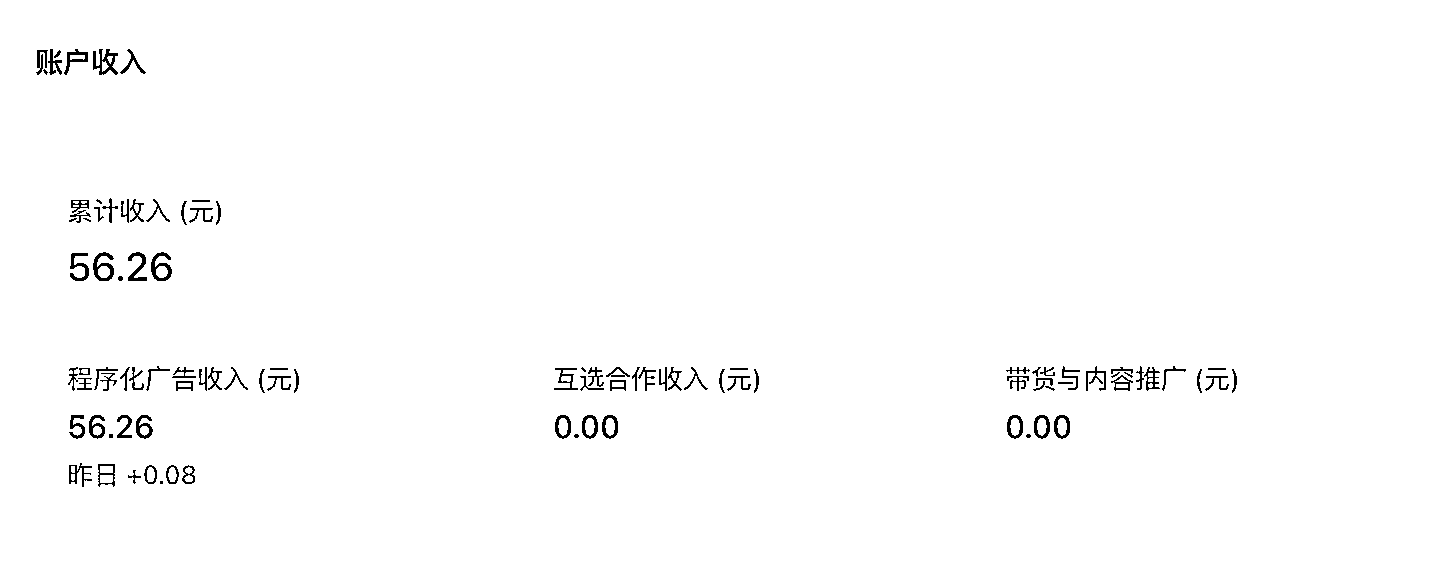 账户收入
累计收入 (元)
56.26
程序化广告收入 (元) 互选合作收入 (元) 带货与内容推广 (元)
56.26 0.00 0.00
昨日 +0.08